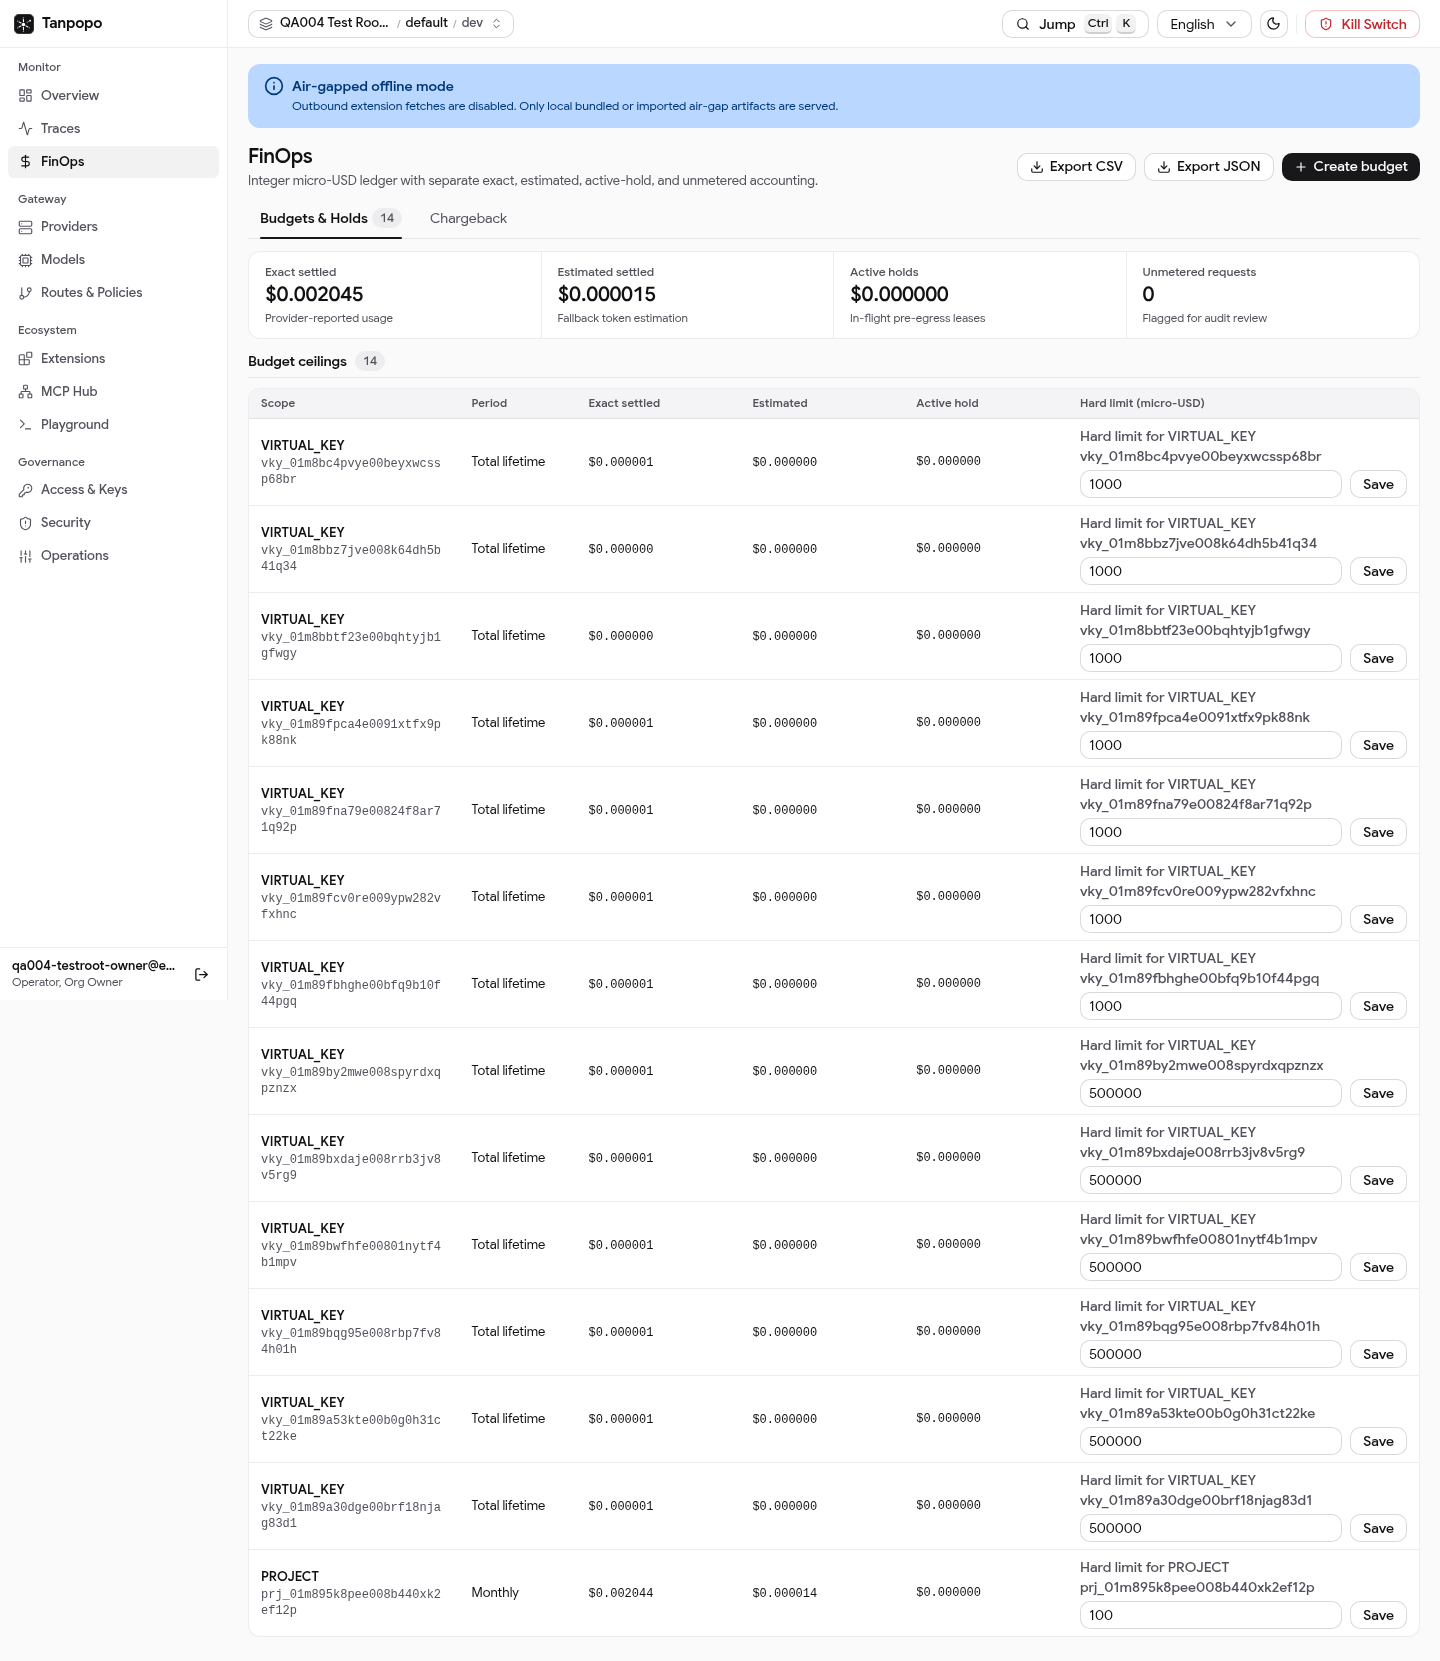 Tanpopo
QA004 Test Roo... / default / dev
Jump Ctrl K
English
Kill Switch
Monitor
Overview
Traces
FinOps
Gateway
Providers
Models
Routes & Policies
Ecosystem
Extensions
MCP Hub
Playground
Governance
Access & Keys
Security
Operations
qa004-testroot-owner@e...
Operator, Org Owner
Air-gapped offline mode
Outbound extension fetches are disabled. Only local bundled or imported air-gap artifacts are served.
FinOps
Integer micro-USD ledger with separate exact, estimated, active-hold, and unmetered accounting.
Export CSV
Export JSON
Create budget
Budgets & Holds 14
Chargeback
Exact settled
$0.002045
Provider-reported usage
Estimated settled
$0.000015
Fallback token estimation
Active holds
$0.000000
In-flight pre-egress leases
Unmetered requests
0
Flagged for audit review
Budget ceilings 14
Scope Period Exact settled Estimated Active hold Hard limit (micro-USD)
VIRTUAL_KEY
vky_01m8bc4pvye00beyxwcss
p68br
Total lifetime $0.000001 $0.000000 $0.000000
Hard limit for VIRTUAL_KEY
vky_01m8bc4pvye00beyxwcssp68br
1000 Save
VIRTUAL_KEY
vky_01m8bbz7jve008k64dh5b
41q34
Total lifetime $0.000000 $0.000000 $0.000000
Hard limit for VIRTUAL_KEY
vky_01m8bbz7jve008k64dh5b41q34
1000 Save
VIRTUAL_KEY
vky_01m8bbtf23e00bqhtyjb1
gfwgy
Total lifetime $0.000000 $0.000000 $0.000000
Hard limit for VIRTUAL_KEY
vky_01m8bbtf23e00bqhtyjb1gfwgy
1000 Save
VIRTUAL_KEY
vky_01m89fpca4e0091xtfx9p
k88nk
Total lifetime $0.000001 $0.000000 $0.000000
Hard limit for VIRTUAL_KEY
vky_01m89fpca4e0091xtfx9pk88nk
1000 Save
VIRTUAL_KEY
vky_01m89fna79e00824f8ar7
1q92p
Total lifetime $0.000001 $0.000000 $0.000000
Hard limit for VIRTUAL_KEY
vky_01m89fna79e00824f8ar71q92p
1000 Save
VIRTUAL_KEY
vky_01m89fcv0re009ypw282v
fxhnc
Total lifetime $0.000001 $0.000000 $0.000000
Hard limit for VIRTUAL_KEY
vky_01m89fcv0re009ypw282vfxhnc
1000 Save
VIRTUAL_KEY
vky_01m89fbhghe00bfq9b10f
44pgq
Total lifetime $0.000001 $0.000000 $0.000000
Hard limit for VIRTUAL_KEY
vky_01m89fbhghe00bfq9b10f44pgq
1000 Save
VIRTUAL_KEY
vky_01m89by2mwe008spyrdxq
pznzx
Total lifetime $0.000001 $0.000000 $0.000000
Hard limit for VIRTUAL_KEY
vky_01m89by2mwe008spyrdxqpznzx
500000 Save
VIRTUAL_KEY
vky_01m89bxdaje008rrb3jv8
v5rg9
Total lifetime $0.000001 $0.000000 $0.000000
Hard limit for VIRTUAL_KEY
vky_01m89bxdaje008rrb3jv8v5rg9
500000 Save
VIRTUAL_KEY
vky_01m89bwfhfe00801nytf4
b1mpv
Total lifetime $0.000001 $0.000000 $0.000000
Hard limit for VIRTUAL_KEY
vky_01m89bwfhfe00801nytf4b1mpv
500000 Save
VIRTUAL_KEY
vky_01m89bqg95e008rbp7fv8
4h01h
Total lifetime $0.000001 $0.000000 $0.000000
Hard limit for VIRTUAL_KEY
vky_01m89bqg95e008rbp7fv84h01h
500000 Save
VIRTUAL_KEY
vky_01m89a53kte00b0g0h31c
t22ke
Total lifetime $0.000001 $0.000000 $0.000000
Hard limit for VIRTUAL_KEY
vky_01m89a53kte00b0g0h31ct22ke
500000 Save
VIRTUAL_KEY
vky_01m89a30dge00brf18nja
g83d1
Total lifetime $0.000001 $0.000000 $0.000000
Hard limit for VIRTUAL_KEY
vky_01m89a30dge00brf18njag83d1
500000 Save
PROJECT
prj_01m895k8pee008b440xk2
ef12p
Monthly $0.002044 $0.000014 $0.000000
Hard limit for PROJECT
prj_01m895k8pee008b440xk2ef12p
100 Save